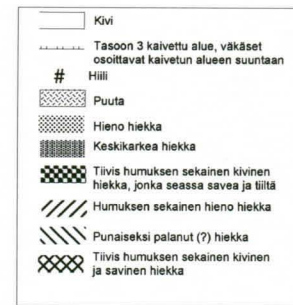 Kivi
Tasoon 3 kaivettu alue, väkäset
osoittavat kaivetun alueen suuntaan
# Hiili
Puuta
Hieno hiekka
Keskikarkea hiekka
Tiivis humuksen sekainen kivinen
hiekka, jonka seassa savea ja tiiltä
Humuksen sekainen hieno hiekka
Punaiseksi palanut (?) hiekka
Tiivis humuksen sekainen kivinen
ja savinen hiekka